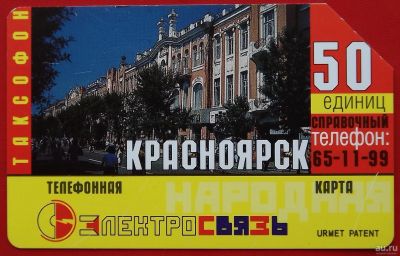 ТАКСОФОН
50
единиц
СПРАВОЧНЫЙ
телефон:
65-11-99
КРАСНОЯРСК
ТЕЛЕФОННАЯ
КАРТА
НАРОДНАЯ
ЭЛЕКТРОСВЯЗЬ
URMET PATENT
au.ru